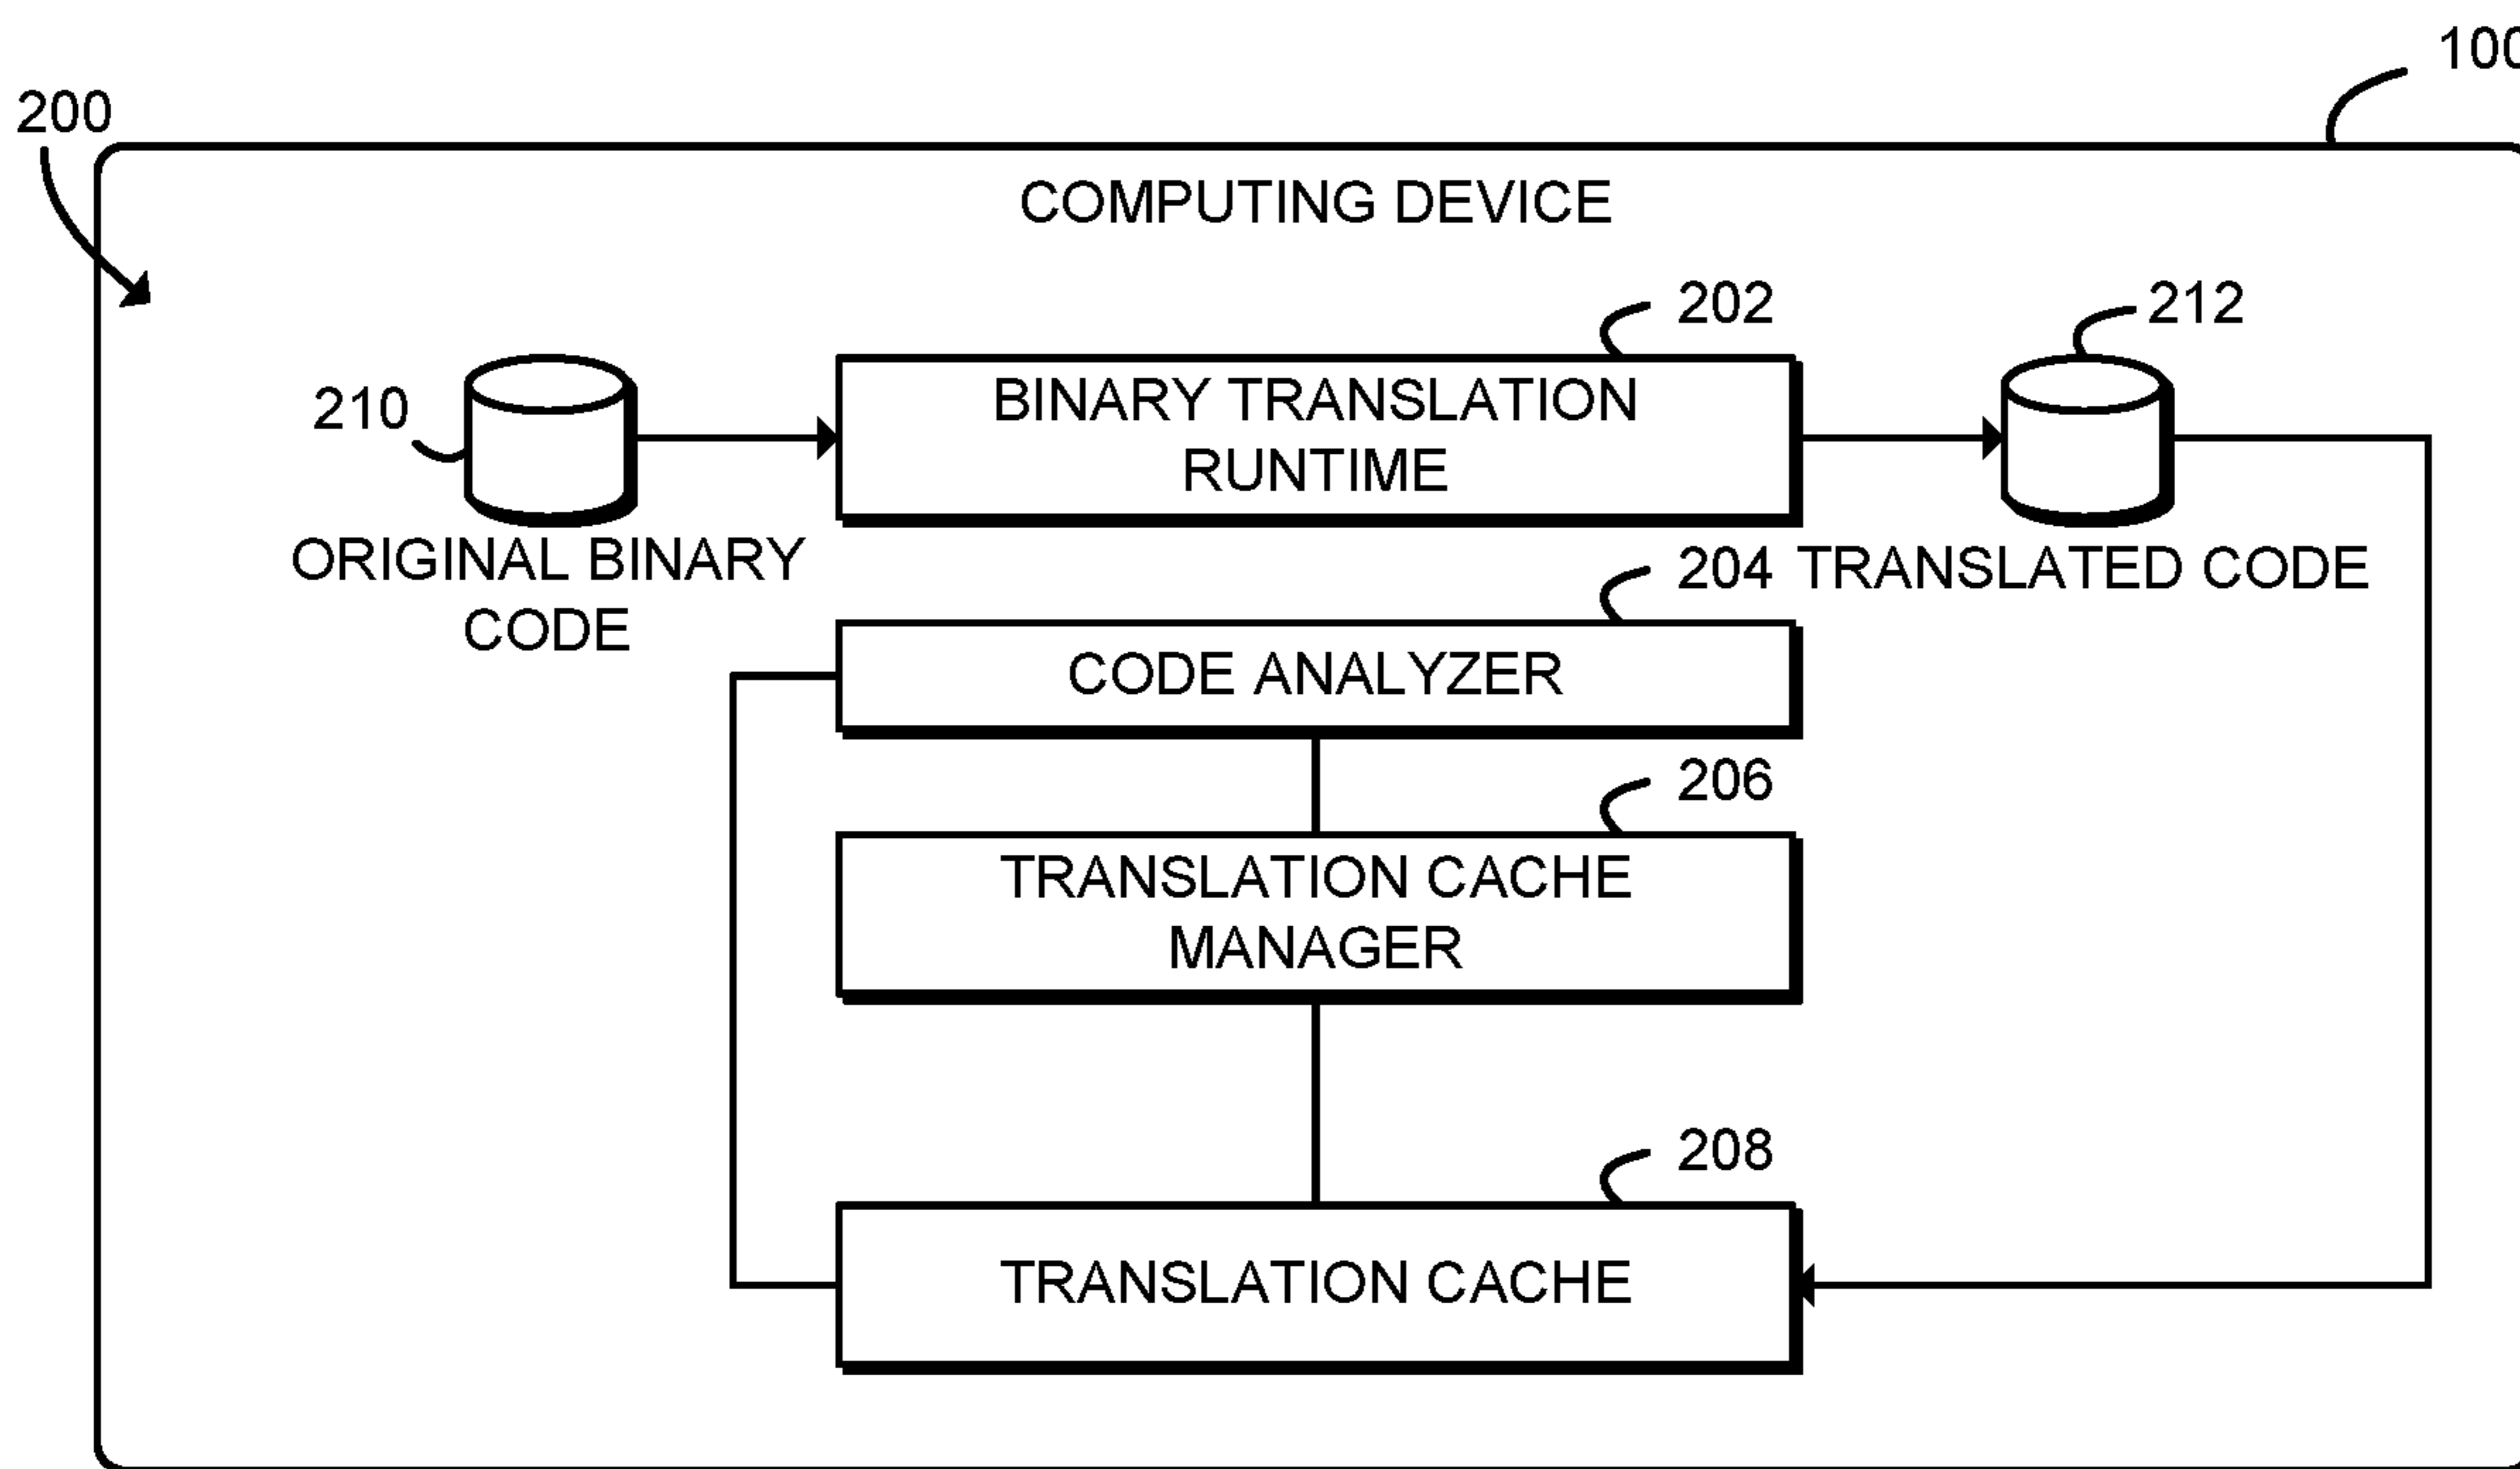 100
200
COMPUTING DEVICE
202
212
210
BINARY TRANSLATION
RUNTIME
ORIGINAL BINARY
CODE
204
TRANSLATED CODE
CODE ANALYZER
206
TRANSLATION CACHE
MANAGER
208
TRANSLATION CACHE